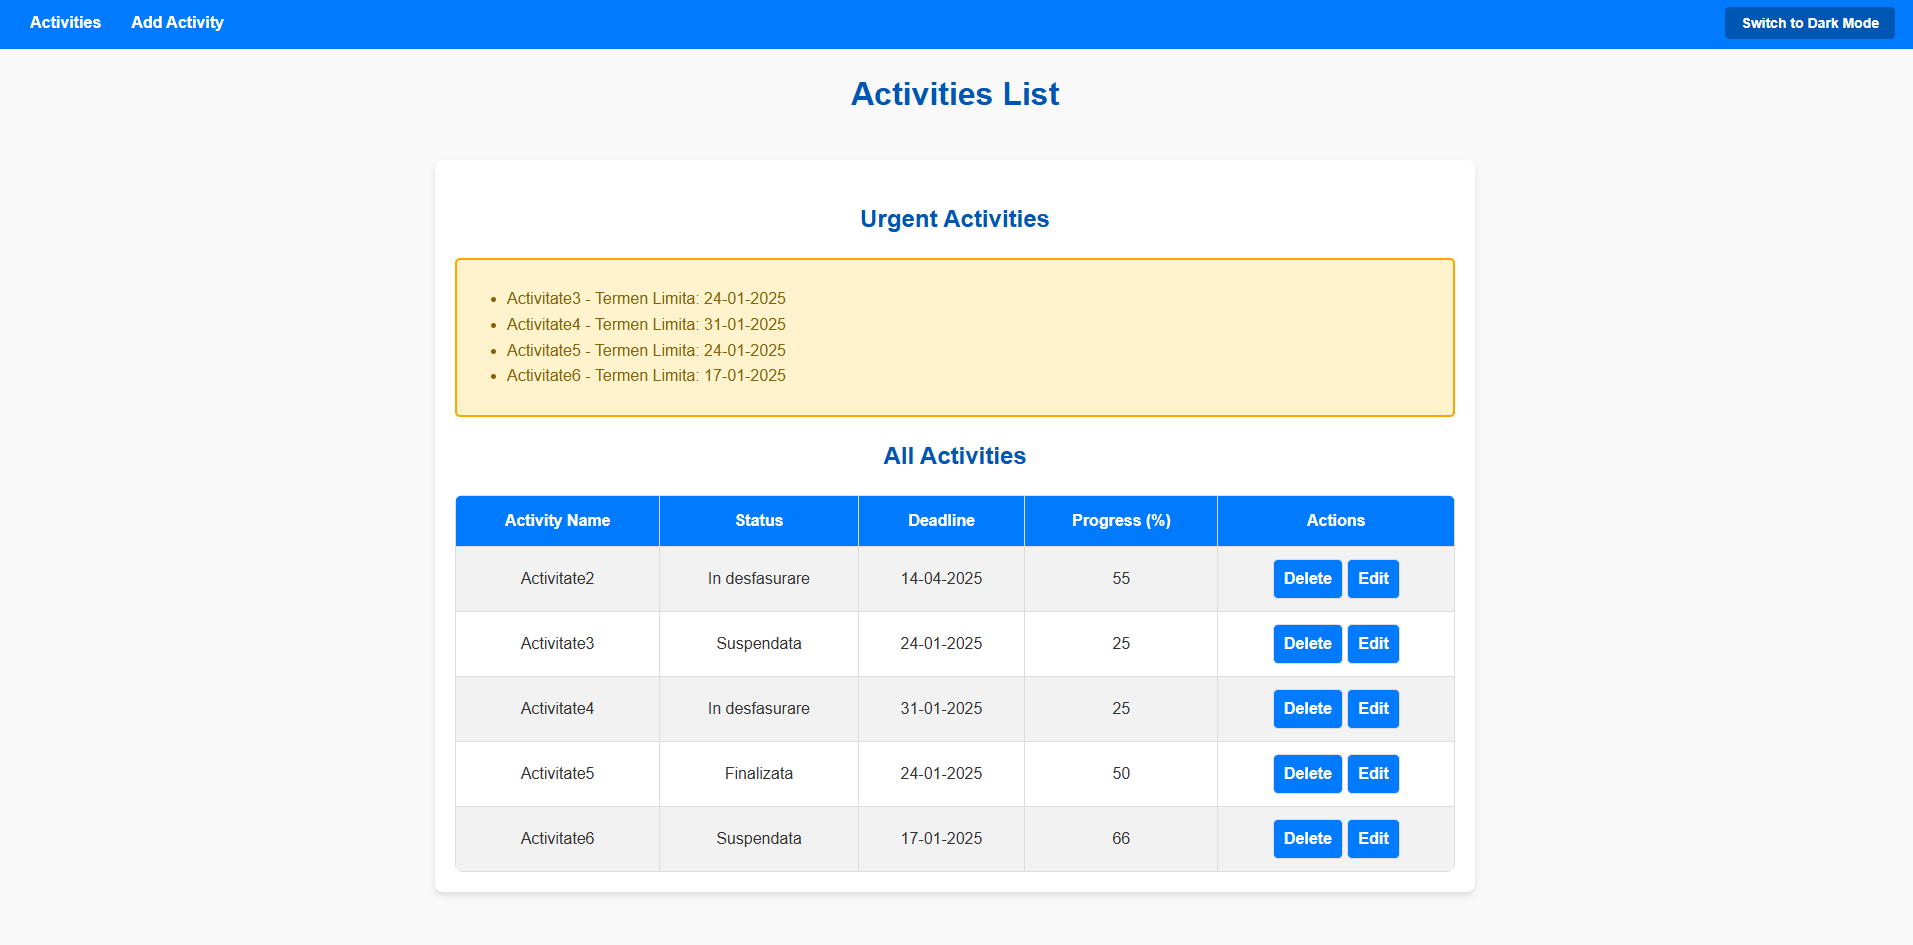 Activities Add Activity Switch to Dark Mode
Activities List
Urgent Activities
Activitate3 - Termen Limita: 24-01-2025
Activitate4 - Termen Limita: 31-01-2025
Activitate5 - Termen Limita: 24-01-2025
Activitate6 - Termen Limita: 17-01-2025
All Activities
Activity Name Status Deadline Progress (%) Actions
Activitate2 In desfasurare 14-04-2025 55 Delete Edit
Activitate3 Suspendata 24-01-2025 25 Delete Edit
Activitate4 In desfasurare 31-01-2025 25 Delete Edit
Activitate5 Finalizata 24-01-2025 50 Delete Edit
Activitate6 Suspendata 17-01-2025 66 Delete Edit